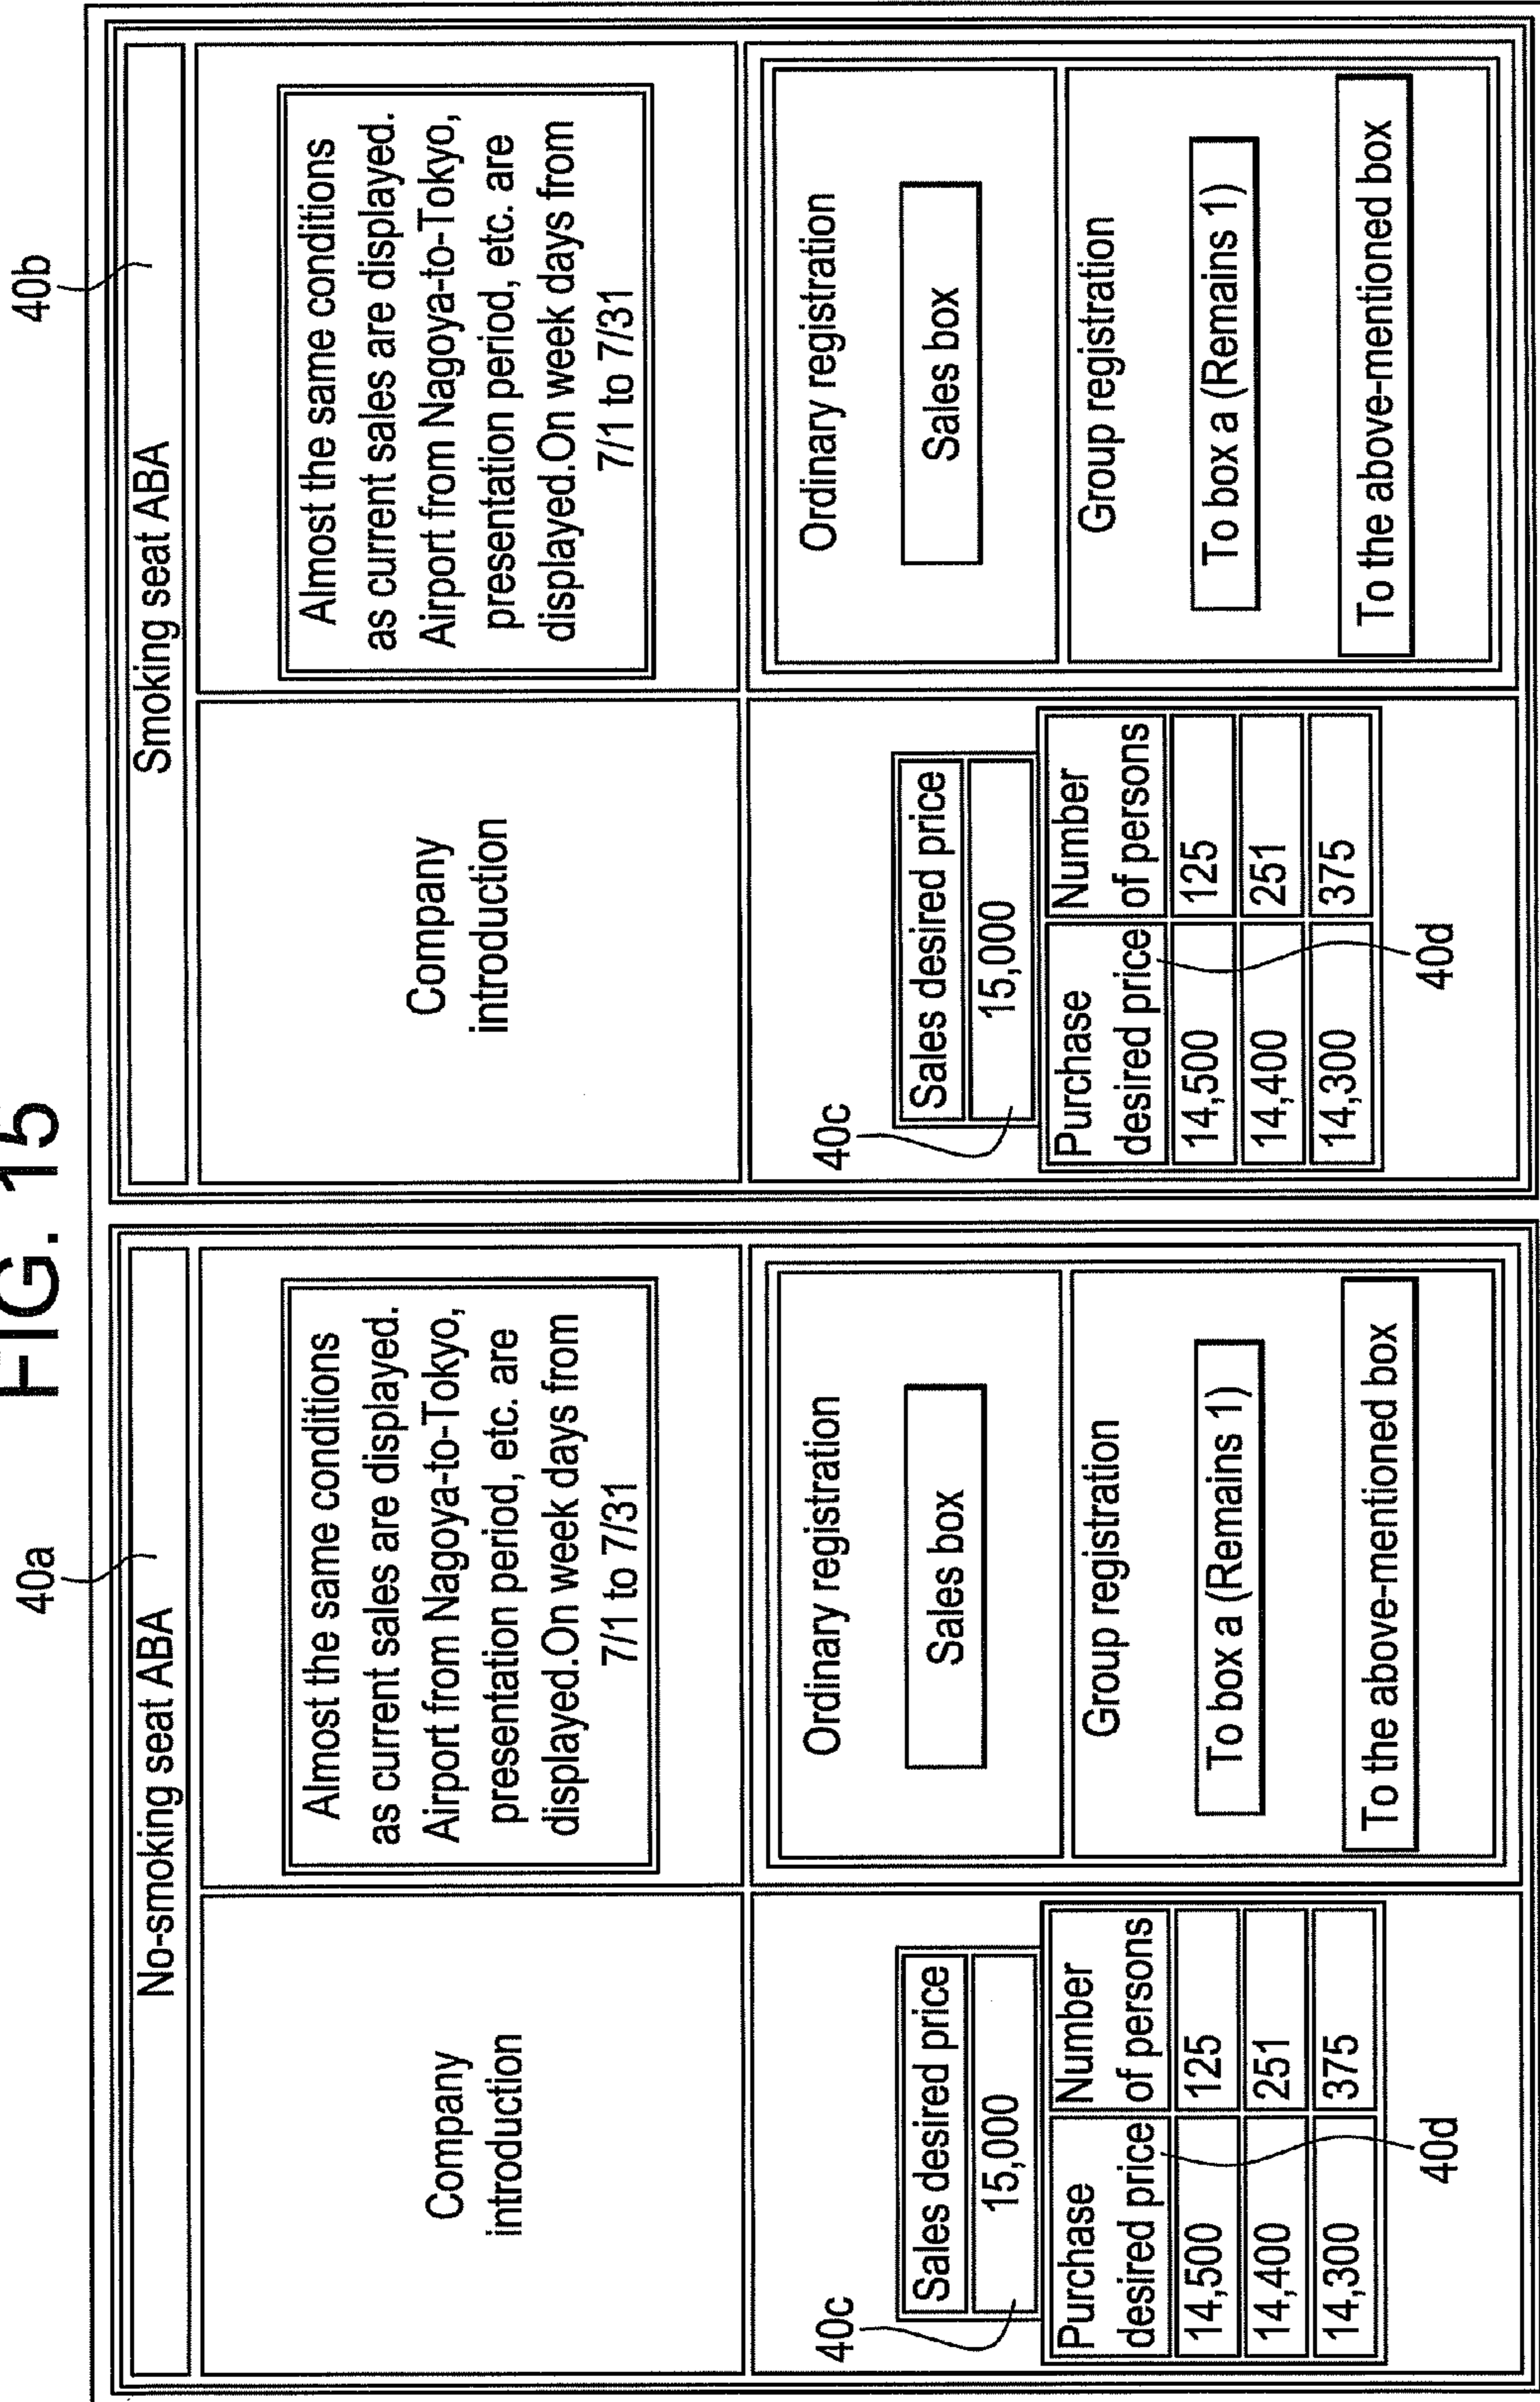 FIG. 15
40a
No-smoking seat ABA
Company
introduction
Almost the same conditions
as current sales are displayed.
Airport from Nagoya-to-Tokyo,
presentation period, etc. are
displayed.On week days from
7/1 to 7/31
40c
Sales desired price
15,000
Purchase desired price Number of persons
14,500 125
14,400 251
14,300 375
40d
Ordinary registration
Sales box
Group registration
To box a (Remains 1)
To the above-mentioned box
40b
Smoking seat ABA
Company
introduction
Almost the same conditions
as current sales are displayed.
Airport from Nagoya-to-Tokyo,
presentation period, etc. are
displayed.On week days from
7/1 to 7/31
40c
Sales desired price
15,000
Purchase desired price Number of persons
14,500 125
14,400 251
14,300 375
40d
Ordinary registration
Sales box
Group registration
To box a (Remains 1)
To the above-mentioned box